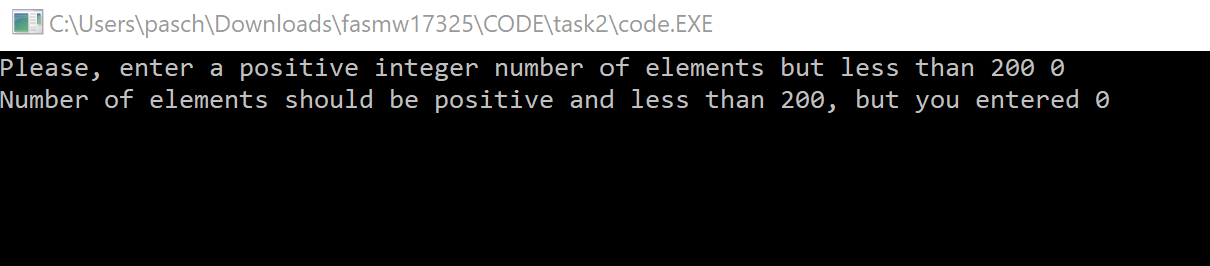 C:\Users\pasch\Downloads\fasmw17325\CODE\task2\code.EXE
Please, enter a positive integer number of elements but less than 200 0
Number of elements should be positive and less than 200, but you entered 0